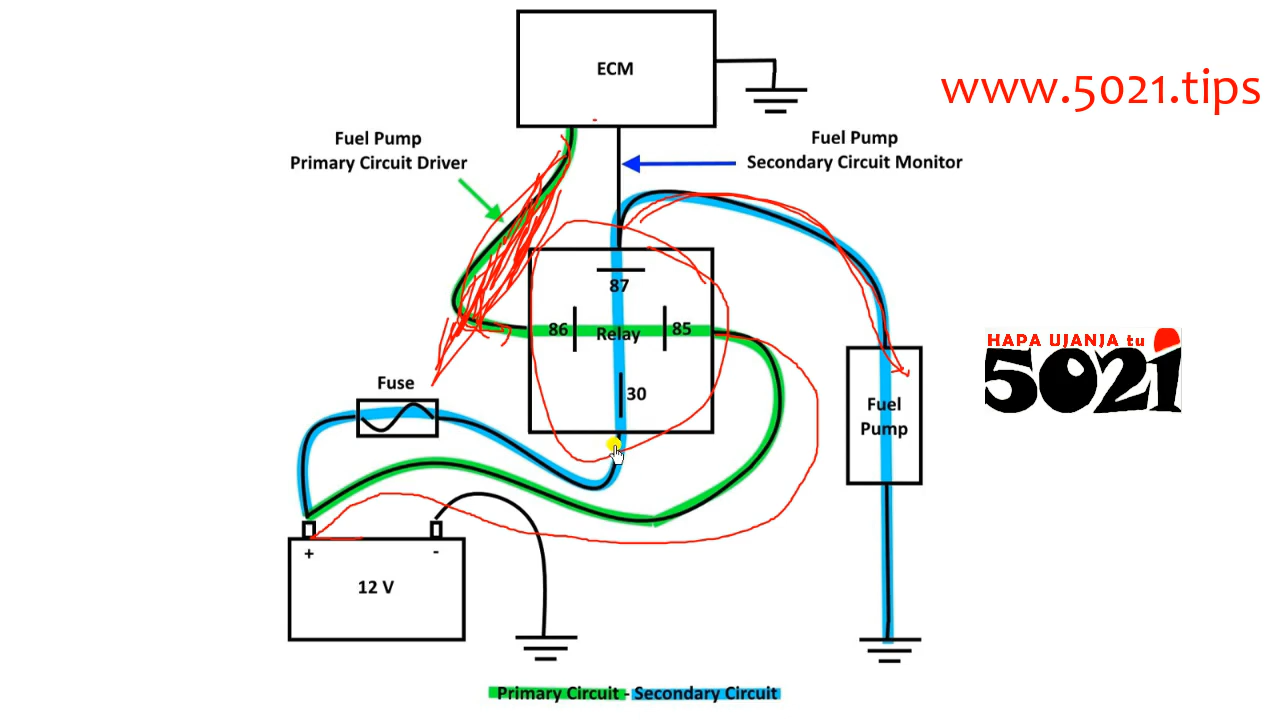 ECM
www.5021.tips
Fuel Pump
Primary Circuit Driver
Fuel Pump
Secondary Circuit Monitor
87
86
Relay
85
30
Fuse
HAPA UJANJA tu
5021
Fuel
Pump
+
-
12 V
Primary Circuit - Secondary Circuit